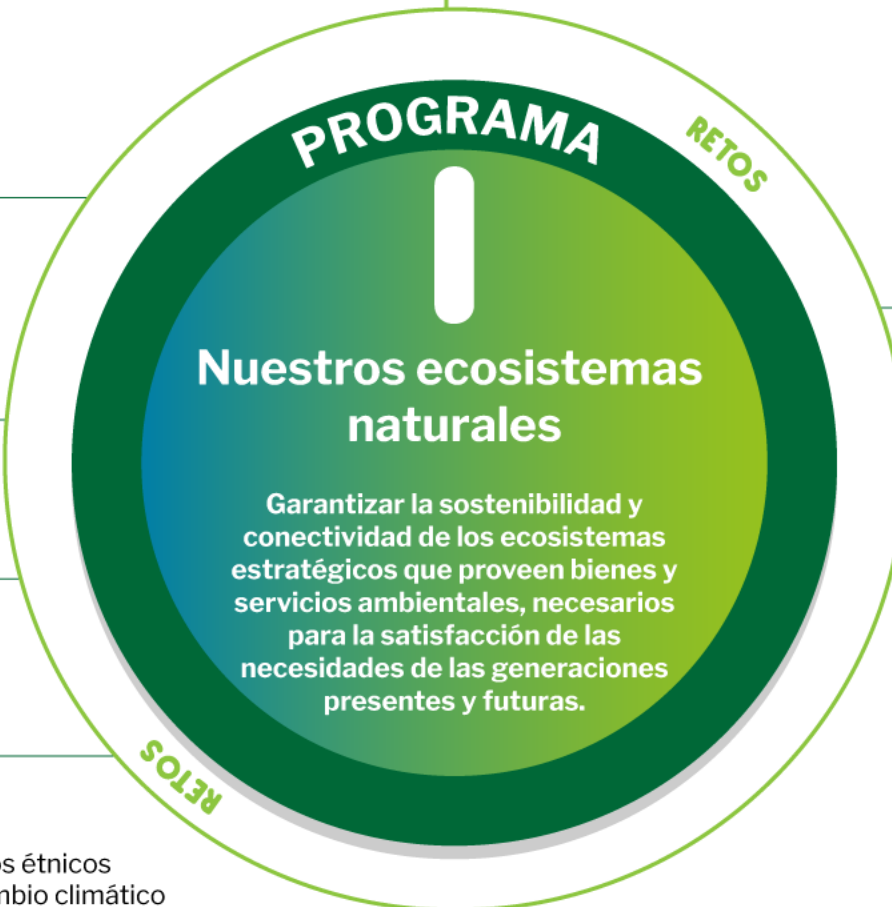 PROGRAMA
RETOS
I
Nuestros ecosistemas
naturales
Garantizar la sostenibilidad y
conectividad de los ecosistemas
estratégicos que proveen bienes y
servicios ambientales, necesarios
para la satisfacción de las
necesidades de las generaciones
presentes y futuras.
RETOS
étnicos
climático